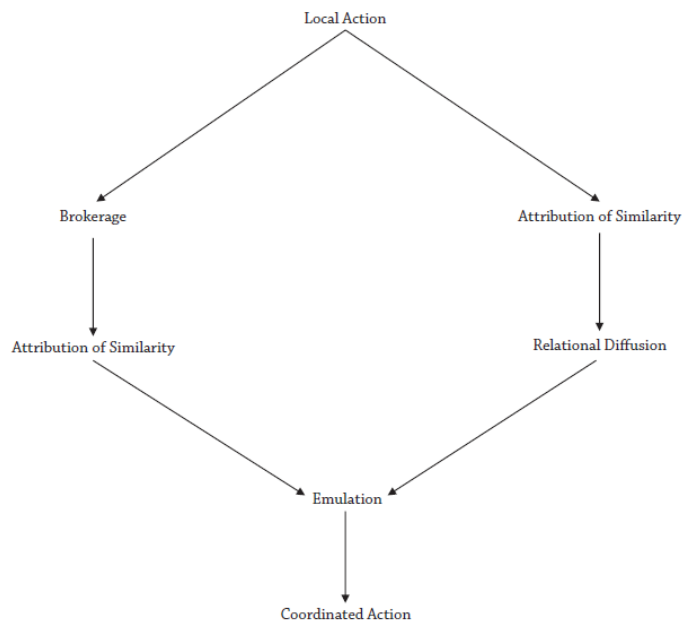 Local Action
Brokerage
Attribution of Similarity
Attribution of Similarity
Relational Diffusion
Emulation
Coordinated Action